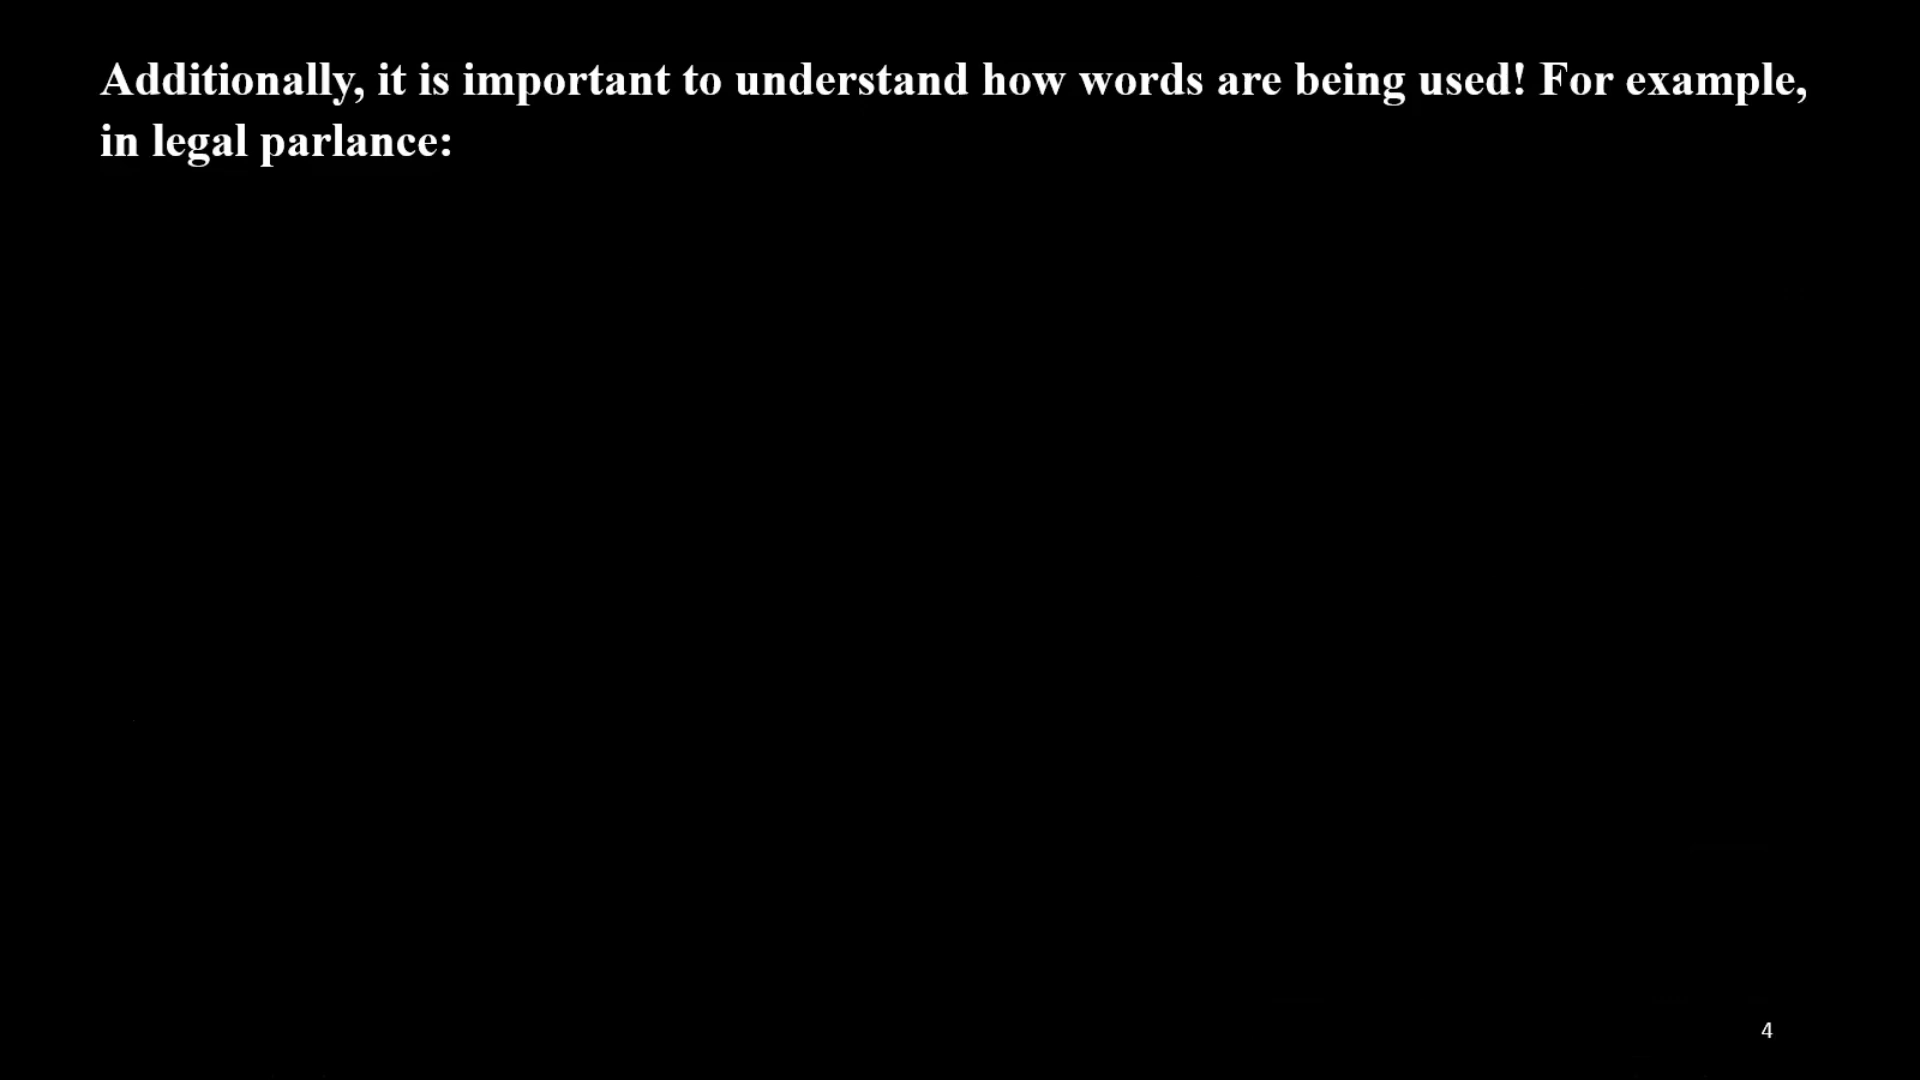 Additionally, it is important to understand how words are being used! For example,
in legal parlance:
4